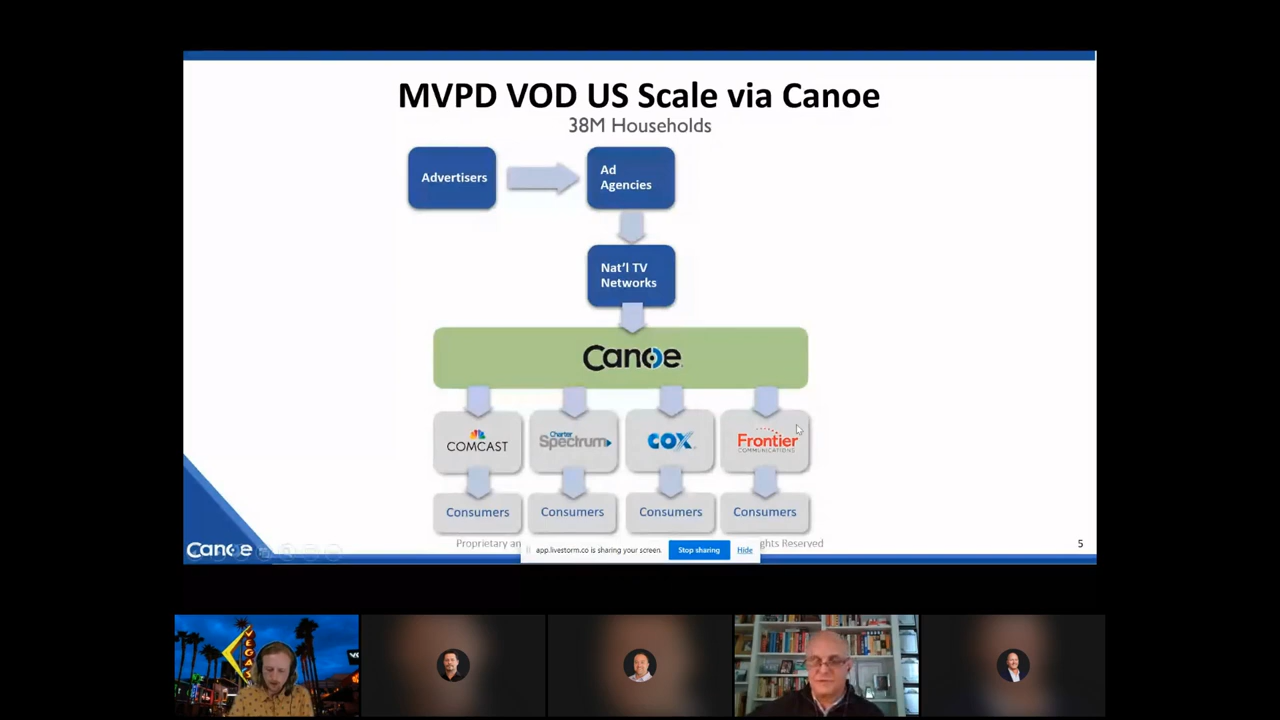 MVPD VOD US Scale via Canoe
38M Households
Advertisers
Ad
Agencies
Nat'l TV
Networks
Canoe
COMCAST
Charter
Spectrum
COX
Frontier
COMMUNICATIONS
Consumers
Consumers
Consumers
Consumers
Proprietary an
ghts Reserved
5
Canoe
app.livestorm.co is sharing your screen.
Stop sharing
Hide
VEGAS